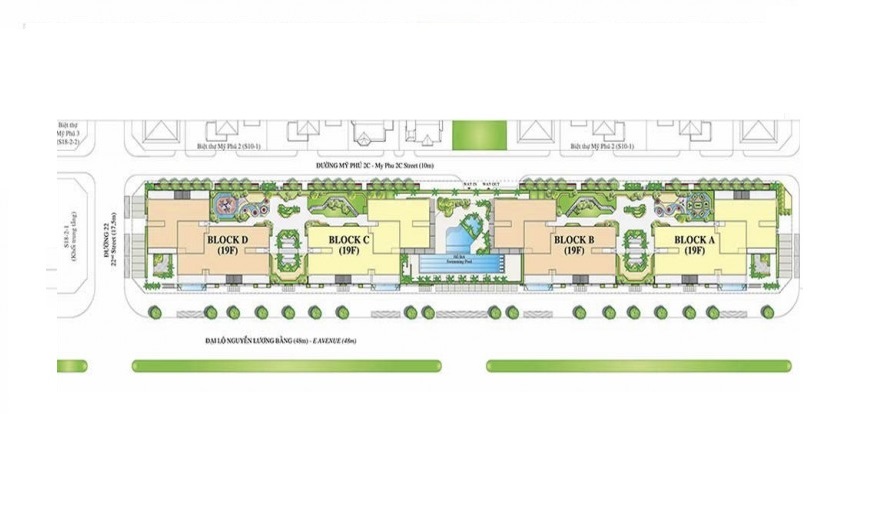 Biệt thự
Mỹ Phú 3
(S18-2-2)
Biệt thự Mỹ Phú 2 (S10-1)
Biệt thự Mỹ Phú 2 (S10-1)
ĐƯỜNG MỸ PHÚ 2C - My Phu 2C Street (10m)
WAY IN WAY OUT
S18-2-1
(Khối trung tầng)
ĐƯỜNG 22
22nd Street (17,5m)
BLOCK D
(19F)
BLOCK C
(19F)
Hồ Bơi
Swimming Pool
BLOCK B
(19F)
BLOCK A
(19F)
ĐẠI LỘ NGUYỄN LƯƠNG BẰNG (48m) - E AVENUE (48m)